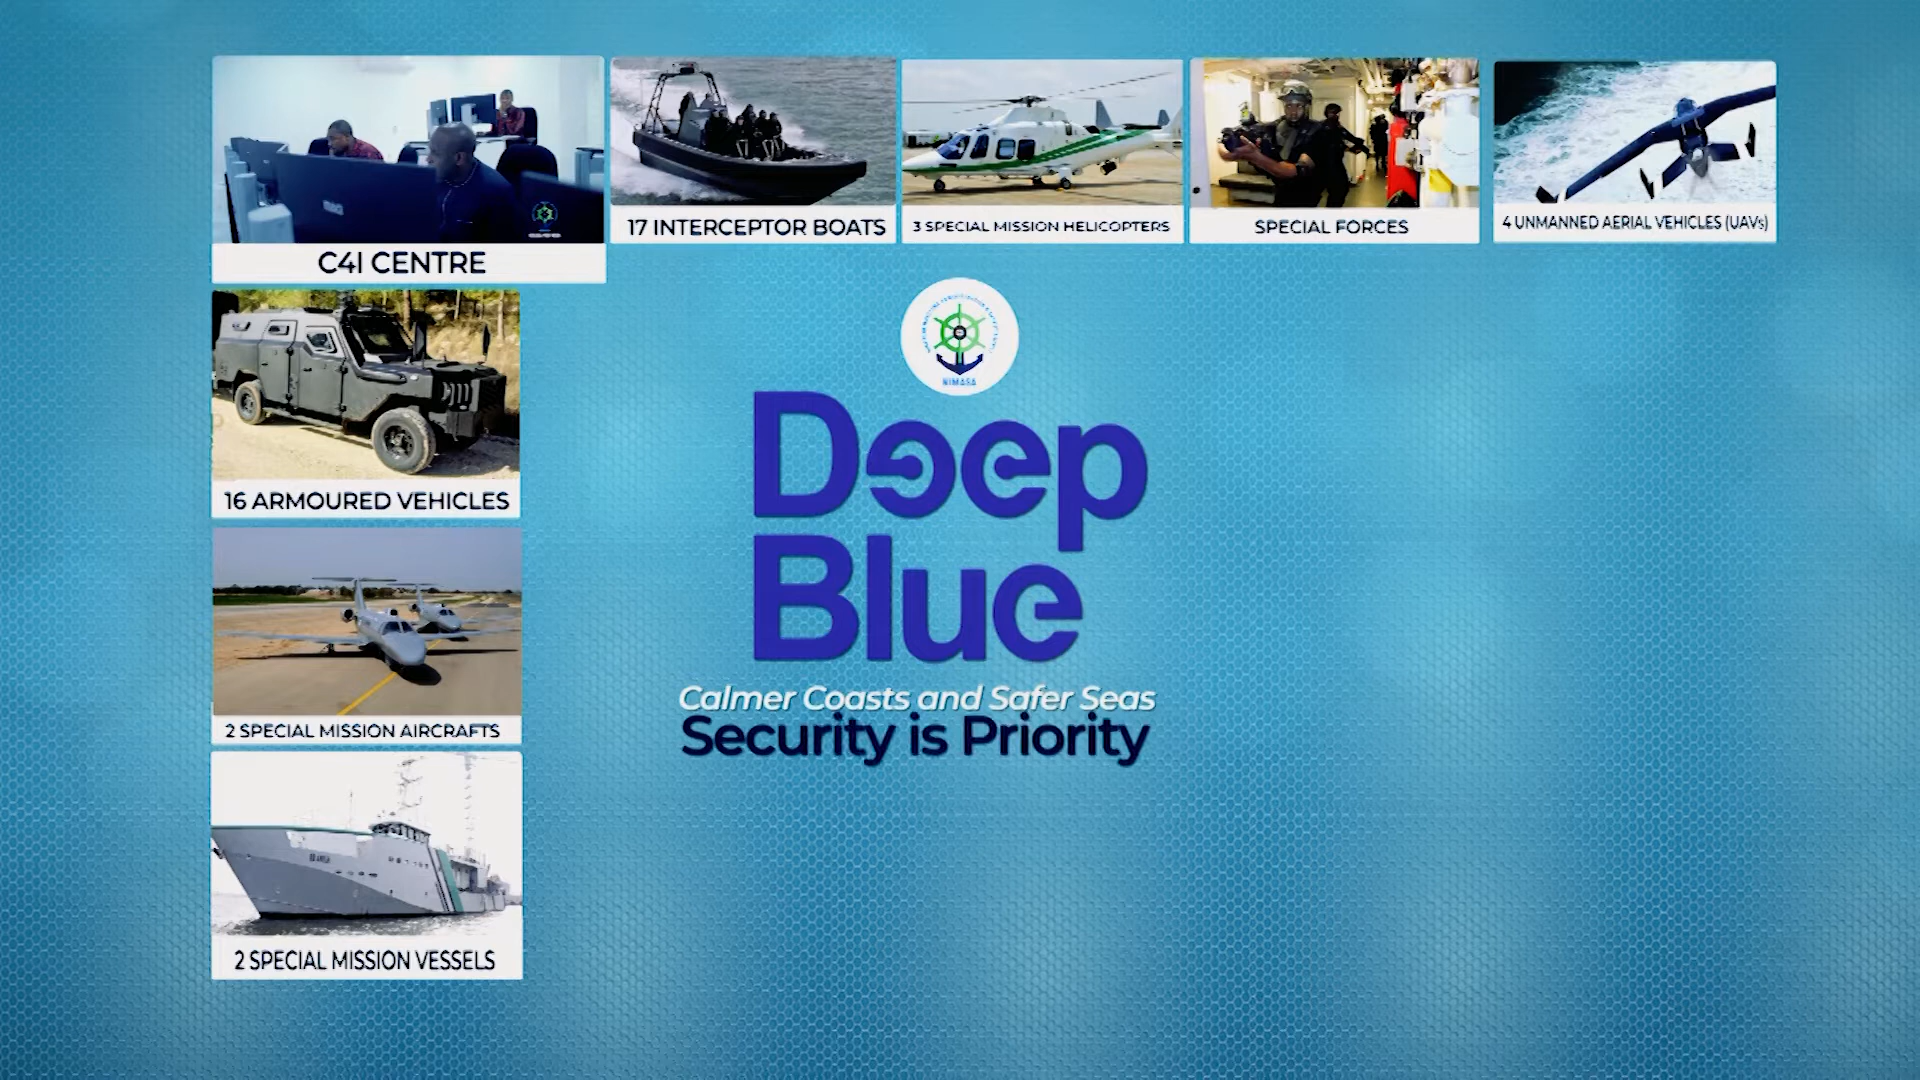 C4I CENTRE
17 INTERCEPTOR BOATS
3 SPECIAL MISSION HELICOPTERS
SPECIAL FORCES
4 UNMANNED AERIAL VEHICLES (UAVs)
16 ARMOURED VEHICLES
2 SPECIAL MISSION AIRCRAFTS
2 SPECIAL MISSION VESSELS
NIMASA
Deep
Blue
Calmer Coasts and Safer Seas
Security is Priority